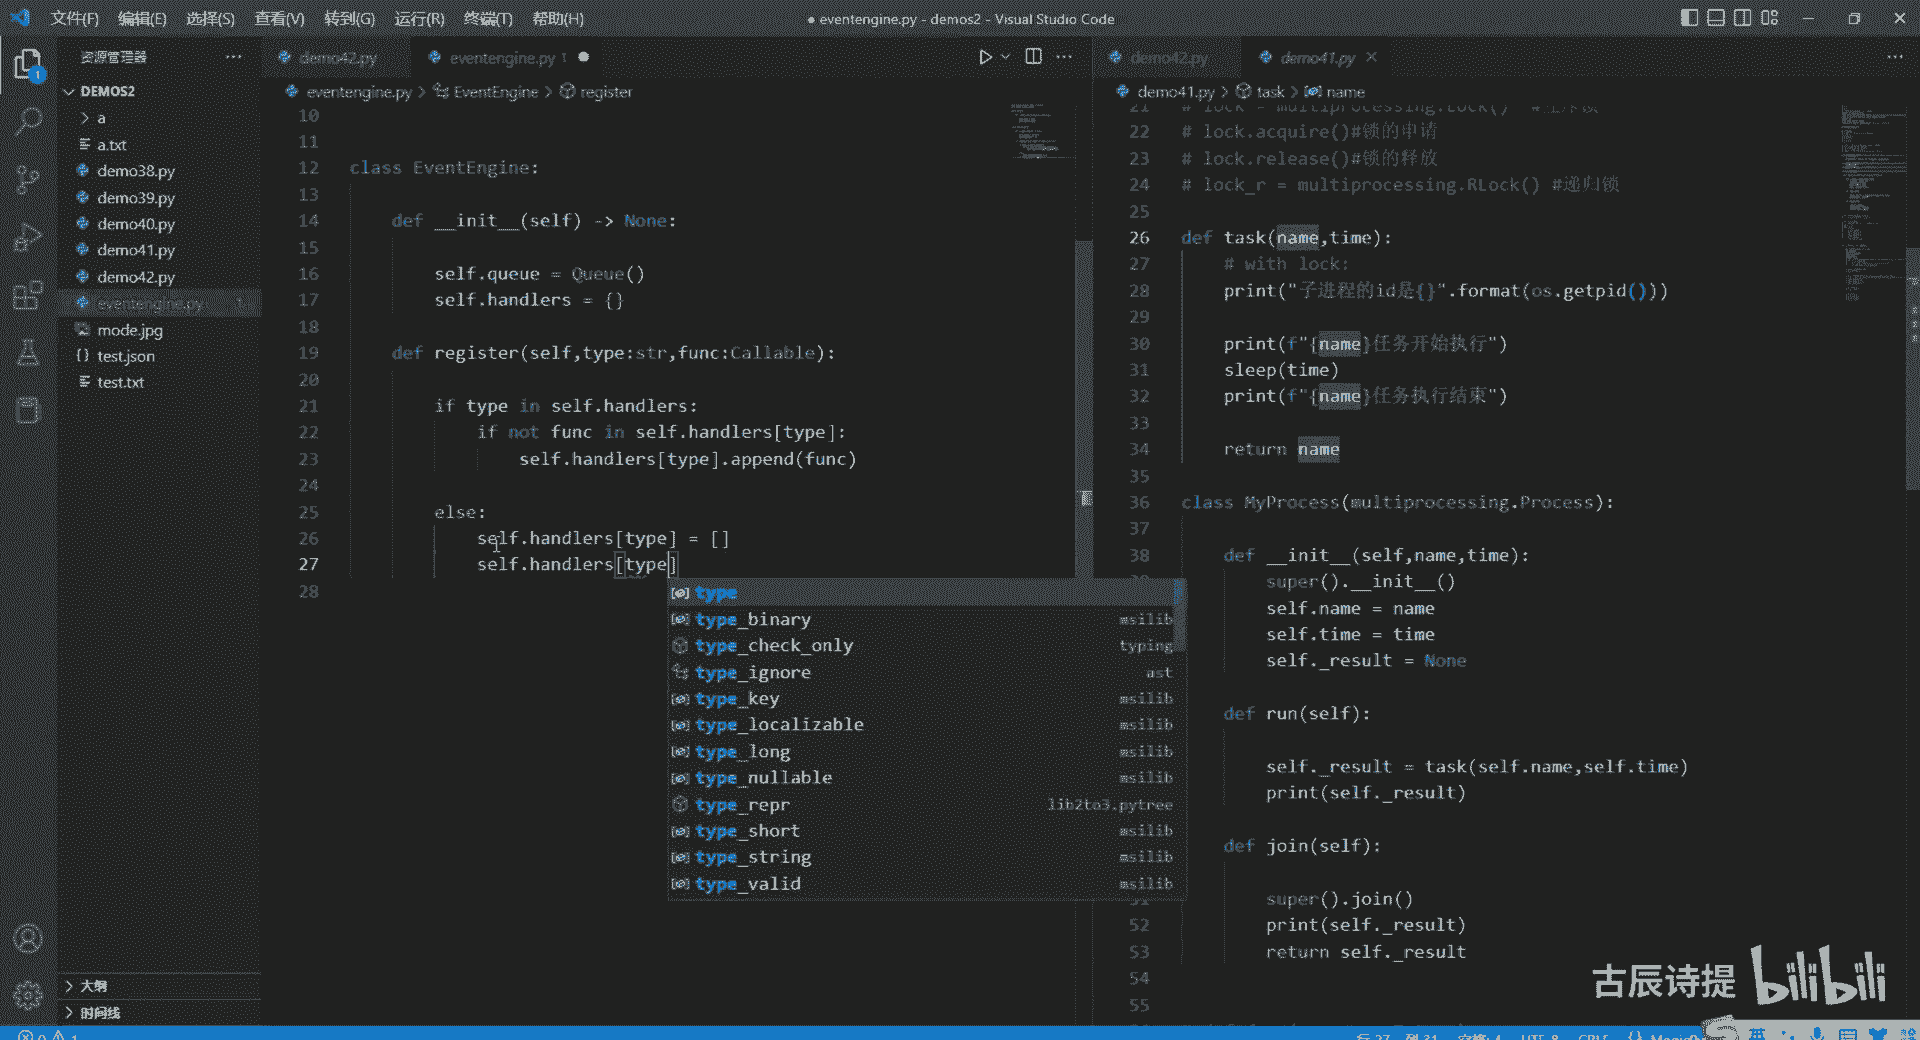 文件(F) 编辑(E) 选择(S) 查看(V) 转到(G) 运行(R) 终端(T) 帮助(H)
● eventengine.py - demos2 - Visual Studio Code
资源管理器
DEMOS2
a
a.txt
demo38.py
demo39.py
demo40.py
demo41.py
demo42.py
eventengine.py 1
mode.jpg
test.json
test.txt
大纲
时间线
demo42.py
eventengine.py 1
eventengine.py > EventEngine > register
10
11
12 class EventEngine:
13
14 def __init__(self) -> None:
15
16 self.queue = Queue()
17 self.handlers = {}
18
19 def register(self,type:str,func:Callable):
20
21 if type in self.handlers:
22 if not func in self.handlers[type]:
23 self.handlers[type].append(func)
24
25 else:
26 self.handlers[type] = []
27 self.handlers[type]
28
type
type_binary msilib
type_check_only typing
type_ignore ast
type_key msilib
type_localizable msilib
type_long msilib
type_nullable msilib
type_repr lib2to3.pytree
type_short msilib
type_string msilib
type_valid msilib
demo42.py
demo41.py
demo41.py > task > name
21 # lock = multiprocessing.Lock()
22 # lock.acquire()#锁的申请
23 # lock.release()#锁的释放
24 # lock_r = multiprocessing.RLock() #递归锁
25
26 def task(name,time):
27 # with lock:
28 print("子进程的id是{}".format(os.getpid()))
29
30 print(f"{name}任务开始执行")
31 sleep(time)
32 print(f"{name}任务执行结束")
33
34 return name
35
36 class MyProcess(multiprocessing.Process):
37
38 def __init__(self,name,time):
super().__init__()
self.name = name
self.time = time
self._result = None
def run(self):
self._result = task(self.name,self.time)
print(self._result)
def join(self):
51 super().join()
52 print(self._result)
53 return self._result
54
55
古辰诗提 bilibili